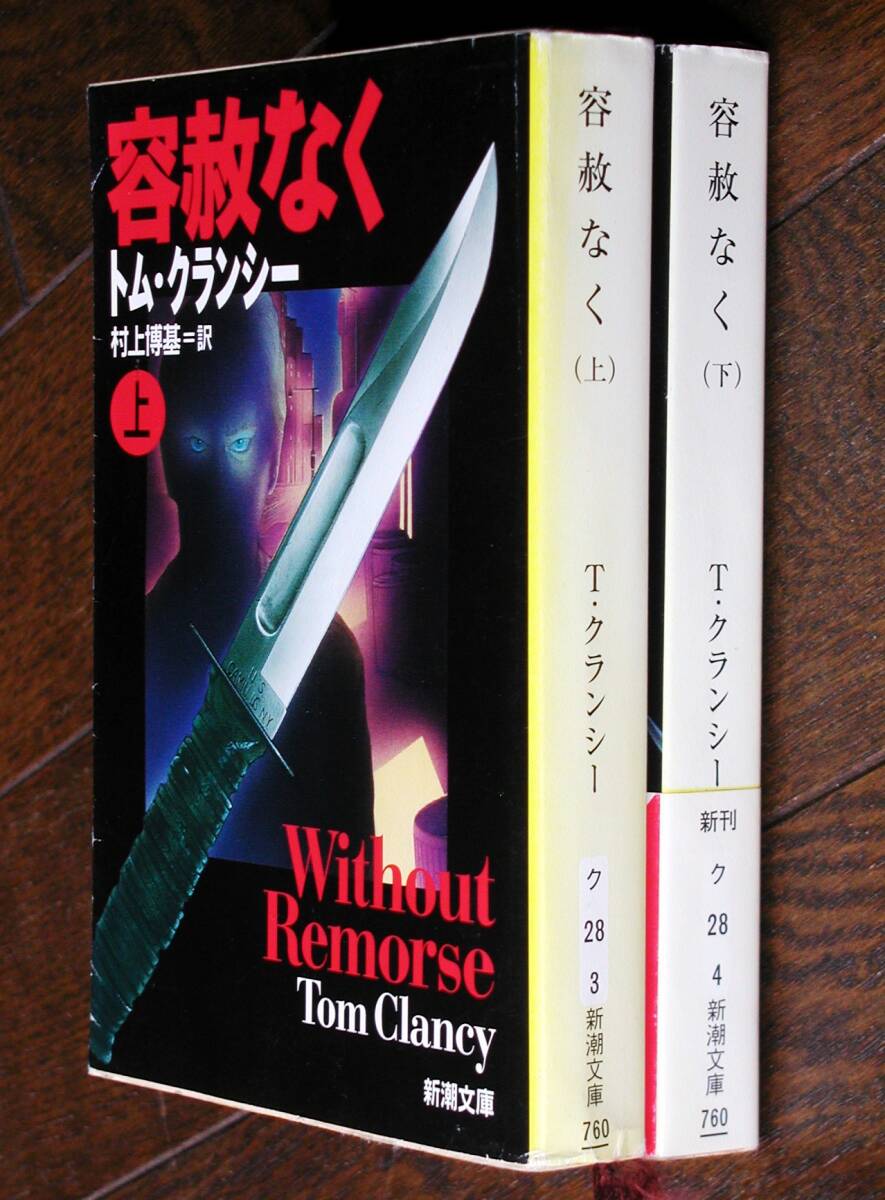 容赦なく
トム・クランシー
村上博基=訳
上
U.S.
CAMILLUS NY
Without
Remorse
Tom Clancy
新潮文庫
容赦なく(上)
T・クランシー
ク
28
3
新潮文庫
760
容赦なく(下)
T・クランシー
新刊
ク
28
4
新潮文庫
760